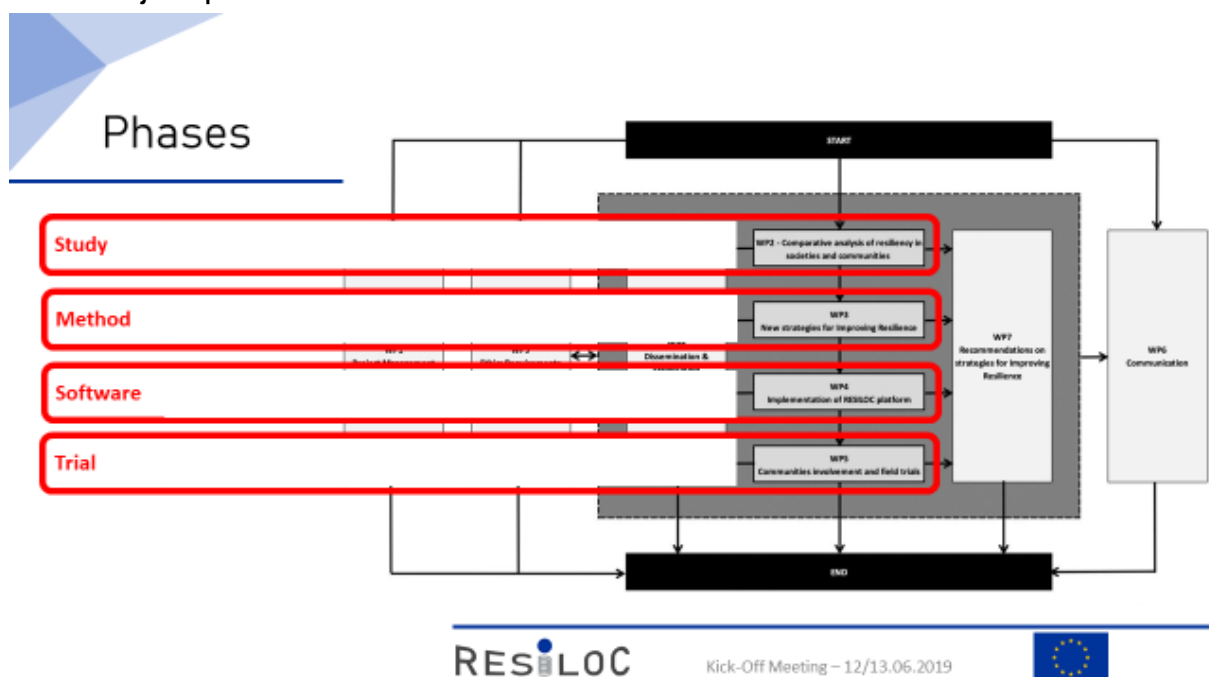 Phases
START
Study
WP2 - Comparative analysis of resiliency in
societies and communities
Method
WP3
New strategies for Improving Resilience
WP7
Recommendations on
strategies for Improving
Resilience
WP6
Communication
Dissemination &
Software
WP4
Implementation of RESILOC platform
Trial
WP5
Communities involvement and field trials
END
RESILOC
Kick-Off Meeting – 12/13.06.2019